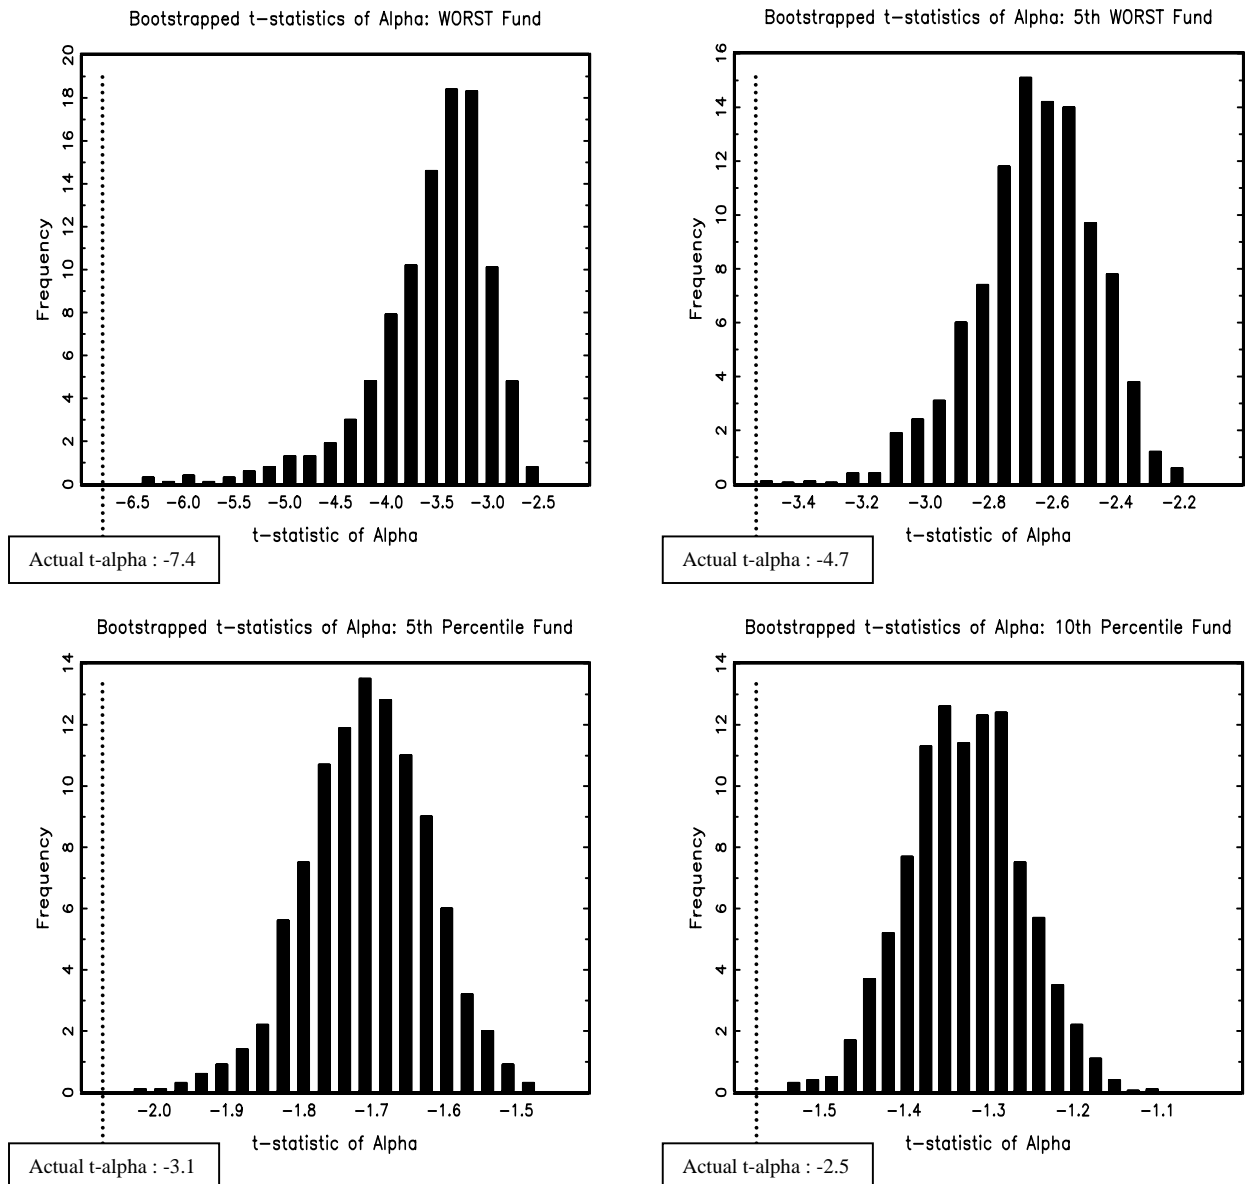 Bootstrapped t-statistics of Alpha: WORST Fund
Frequency
0 2 4 6 8 10 12 14 16 18 20
-6.5 -6.0 -5.5 -5.0 -4.5 -4.0 -3.5 -3.0 -2.5
t-statistic of Alpha
Actual t-alpha : -7.4
Bootstrapped t-statistics of Alpha: 5th WORST Fund
Frequency
0 2 4 6 8 10 12 14 16
-3.4 -3.2 -3.0 -2.8 -2.6 -2.4 -2.2
t-statistic of Alpha
Actual t-alpha : -4.7
Bootstrapped t-statistics of Alpha: 5th Percentile Fund
Frequency
0 2 4 6 8 10 12 14
-2.0 -1.9 -1.8 -1.7 -1.6 -1.5
t-statistic of Alpha
Actual t-alpha : -3.1
Bootstrapped t-statistics of Alpha: 10th Percentile Fund
Frequency
0 2 4 6 8 10 12 14
-1.5 -1.4 -1.3 -1.2 -1.1
t-statistic of Alpha
Actual t-alpha : -2.5